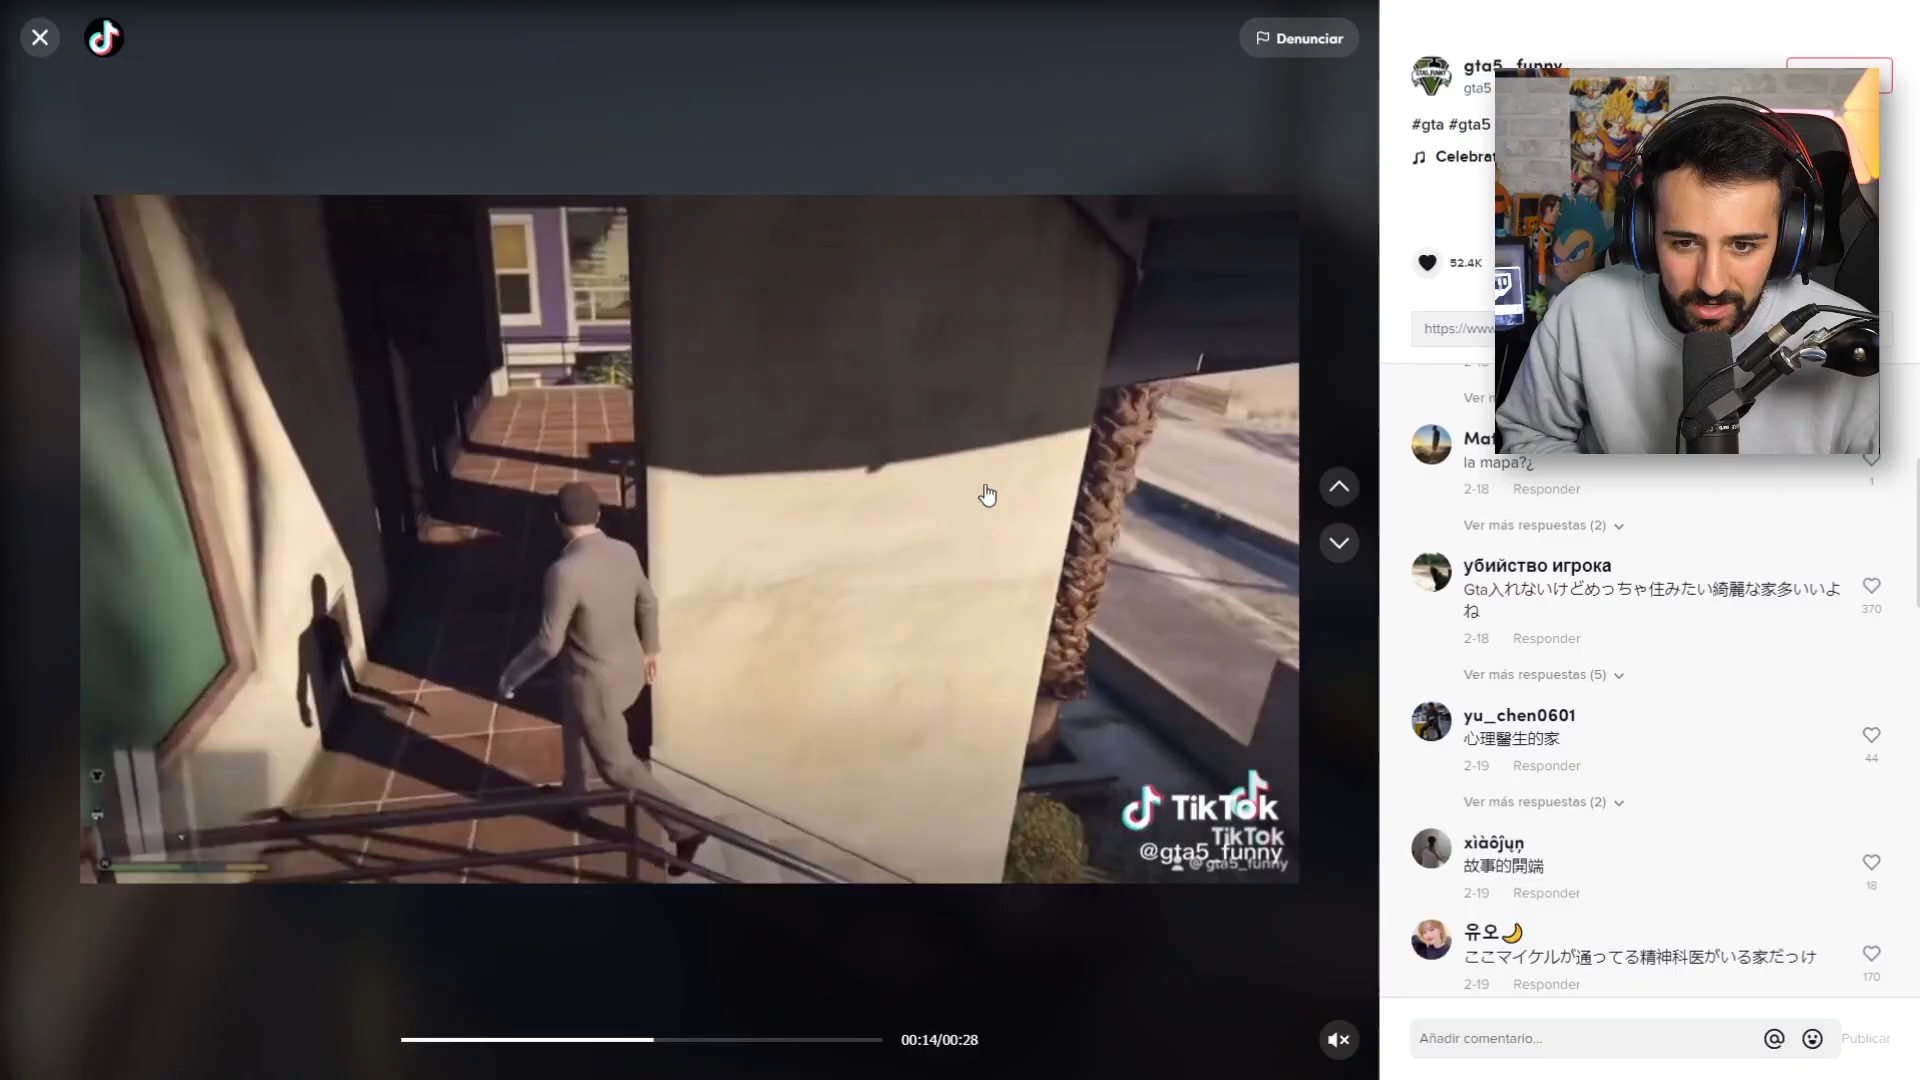 Denunciar
TikTok
TikTok
@gta5_funny
@gta5_funny
00:14/00:28
gta5_funny
gta5
#gta #gta5
Celebra
52.4K
https://www
Ver
Mat
la mapa?¿
2-18 Responder
1
Ver más respuestas (2)
убийство игрока
Gta入れないけどめっちゃ住みたい綺麗な家多いいよ
ね
370
2-18 Responder
Ver más respuestas (5)
yu_chen0601
心理醫生的家
2-19 Responder
44
Ver más respuestas (2)
xìàôĵųņ
故事的開端
2-19 Responder
18
유오🌙
ここマイケルが通ってる精神科医がいる家だっけ
2-19 Responder
170
Añadir comentario...
Publicar